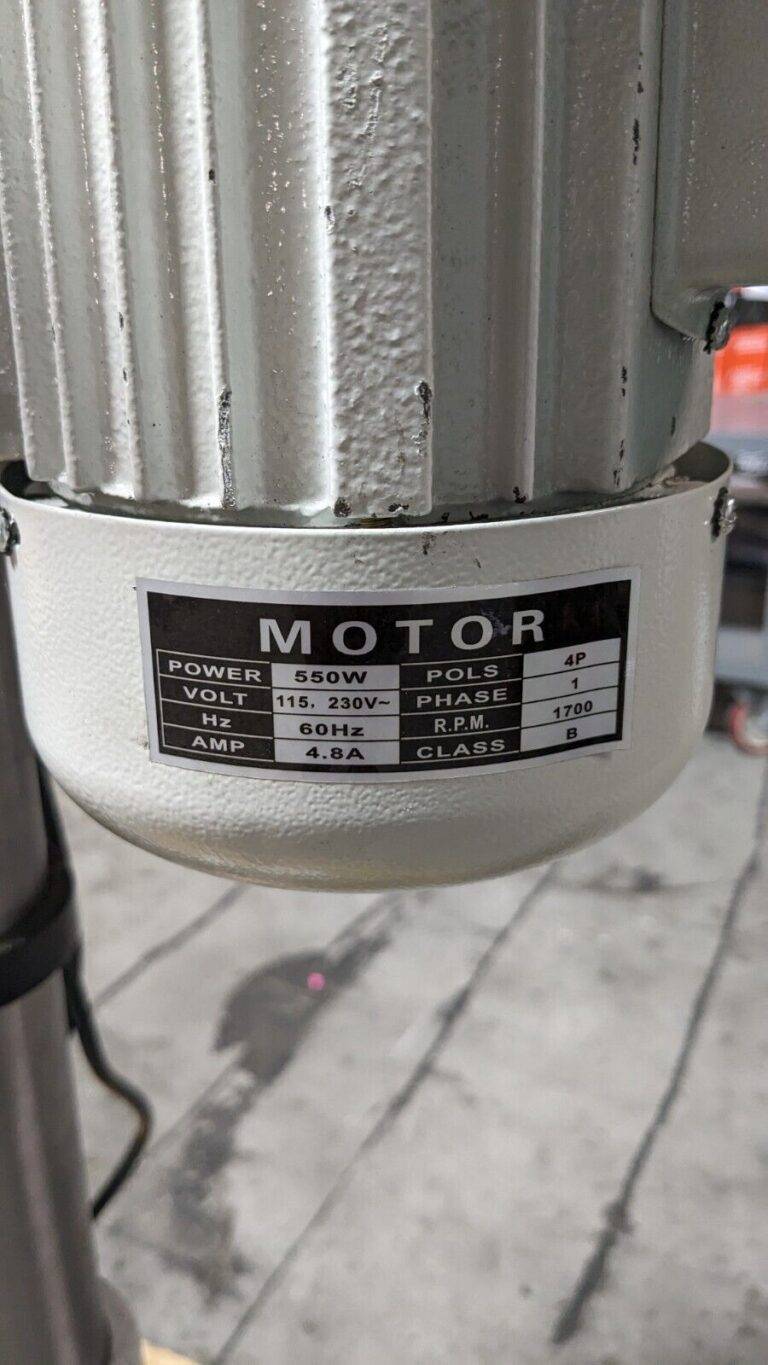 MOTOR
POWER 550W POLS 4P
VOLT 115, 230V~ PHASE 1
Hz 60Hz R.P.M. 1700
AMP 4.8A CLASS B